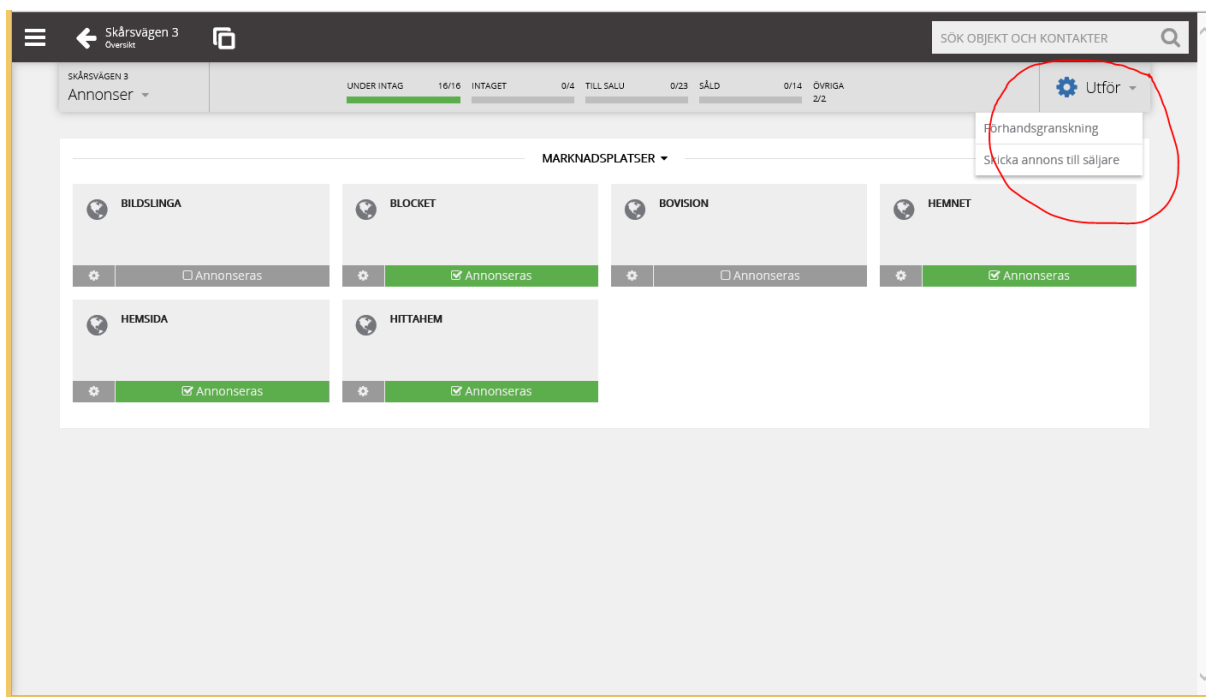 Skårsvägen 3
Översikt
SÖK OBJEKT OCH KONTAKTER
SKÅRSVÄGEN 3
Annonser
UNDER INTAG 16/16 INTAGET 0/4 TILL SALU 0/23 SÅLD 0/14 ÖVRIGA
2/2
Utför
Förhandsgranskning
Skicka annons till säljare
MARKNADSPLATSER
BILDSLINGA BLOCKET BOVISION HEMNET
Annonseras Annonseras Annonseras Annonseras
HEMSIDA HITTAHEM
Annonseras Annonseras